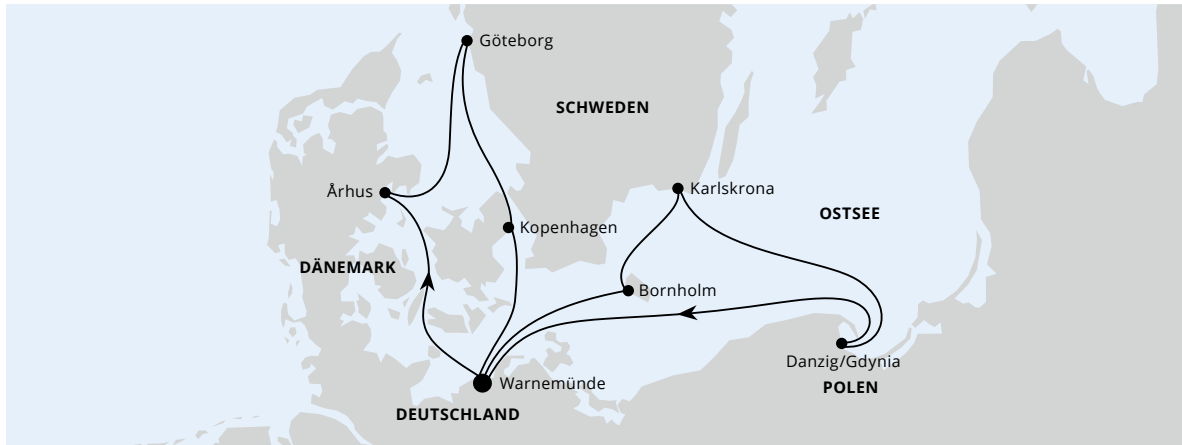 Göteborg
SCHWEDEN
Århus
Karlskrona
OSTSEE
Kopenhagen
DÄNEMARK
Bornholm
Danzig/Gdynia
Warnemünde
POLEN
DEUTSCHLAND